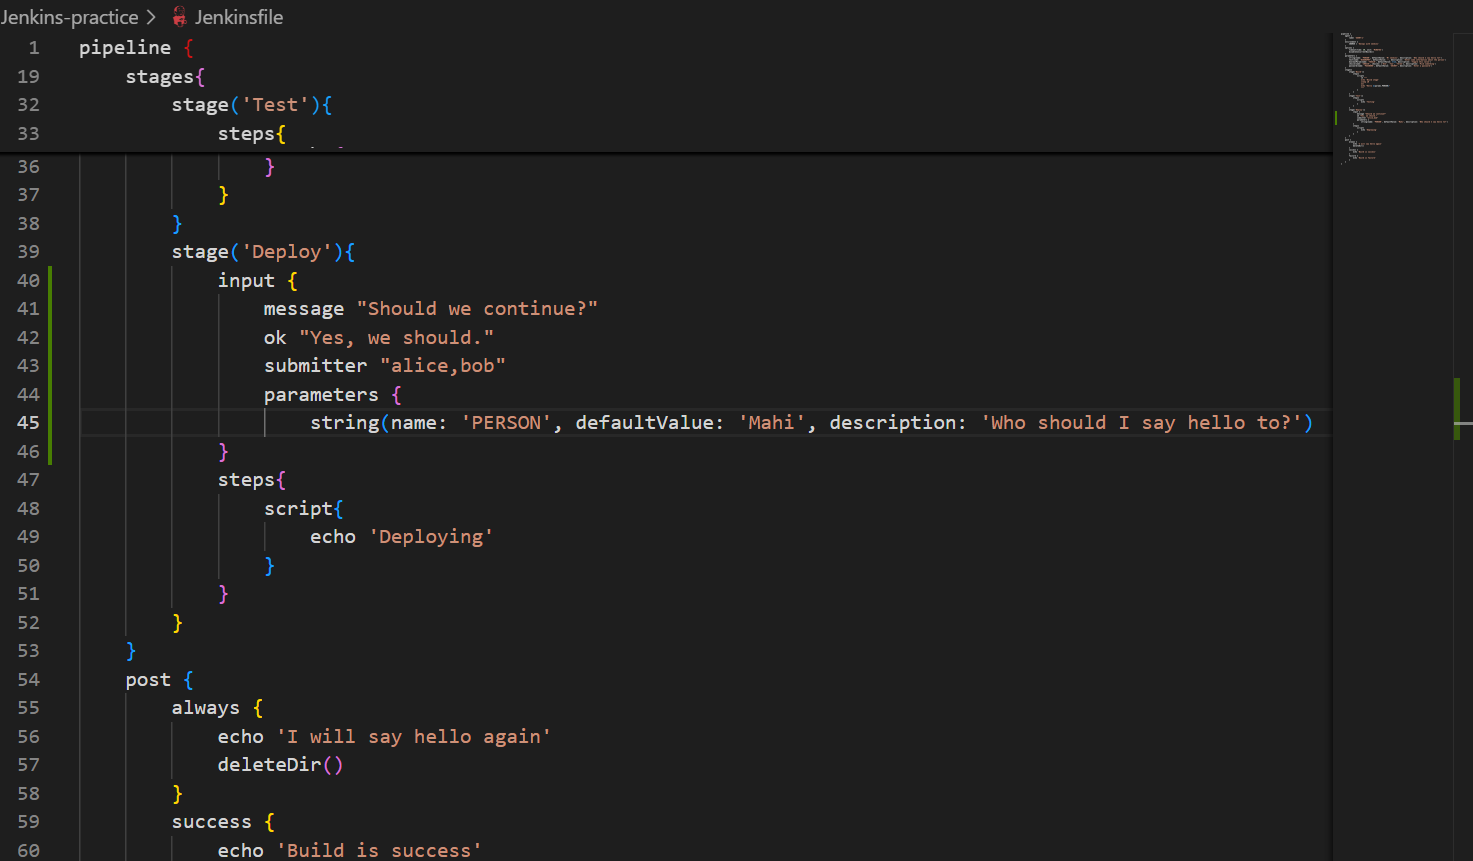 Jenkins-practice > Jenkinsfile
1 pipeline {
19 stages{
32 stage('Test'){
33 steps{
36 }
37 }
38 }
39 stage('Deploy'){
40 input {
41 message "Should we continue?"
42 ok "Yes, we should."
43 submitter "alice,bob"
44 parameters {
45 string(name: 'PERSON', defaultValue: 'Mahi', description: 'Who should I say hello to?')
46 }
47 steps{
48 script{
49 echo 'Deploying'
50 }
51 }
52 }
53 }
54 post {
55 always {
56 echo 'I will say hello again'
57 deleteDir()
58 }
59 success {
60 echo 'Build is success'